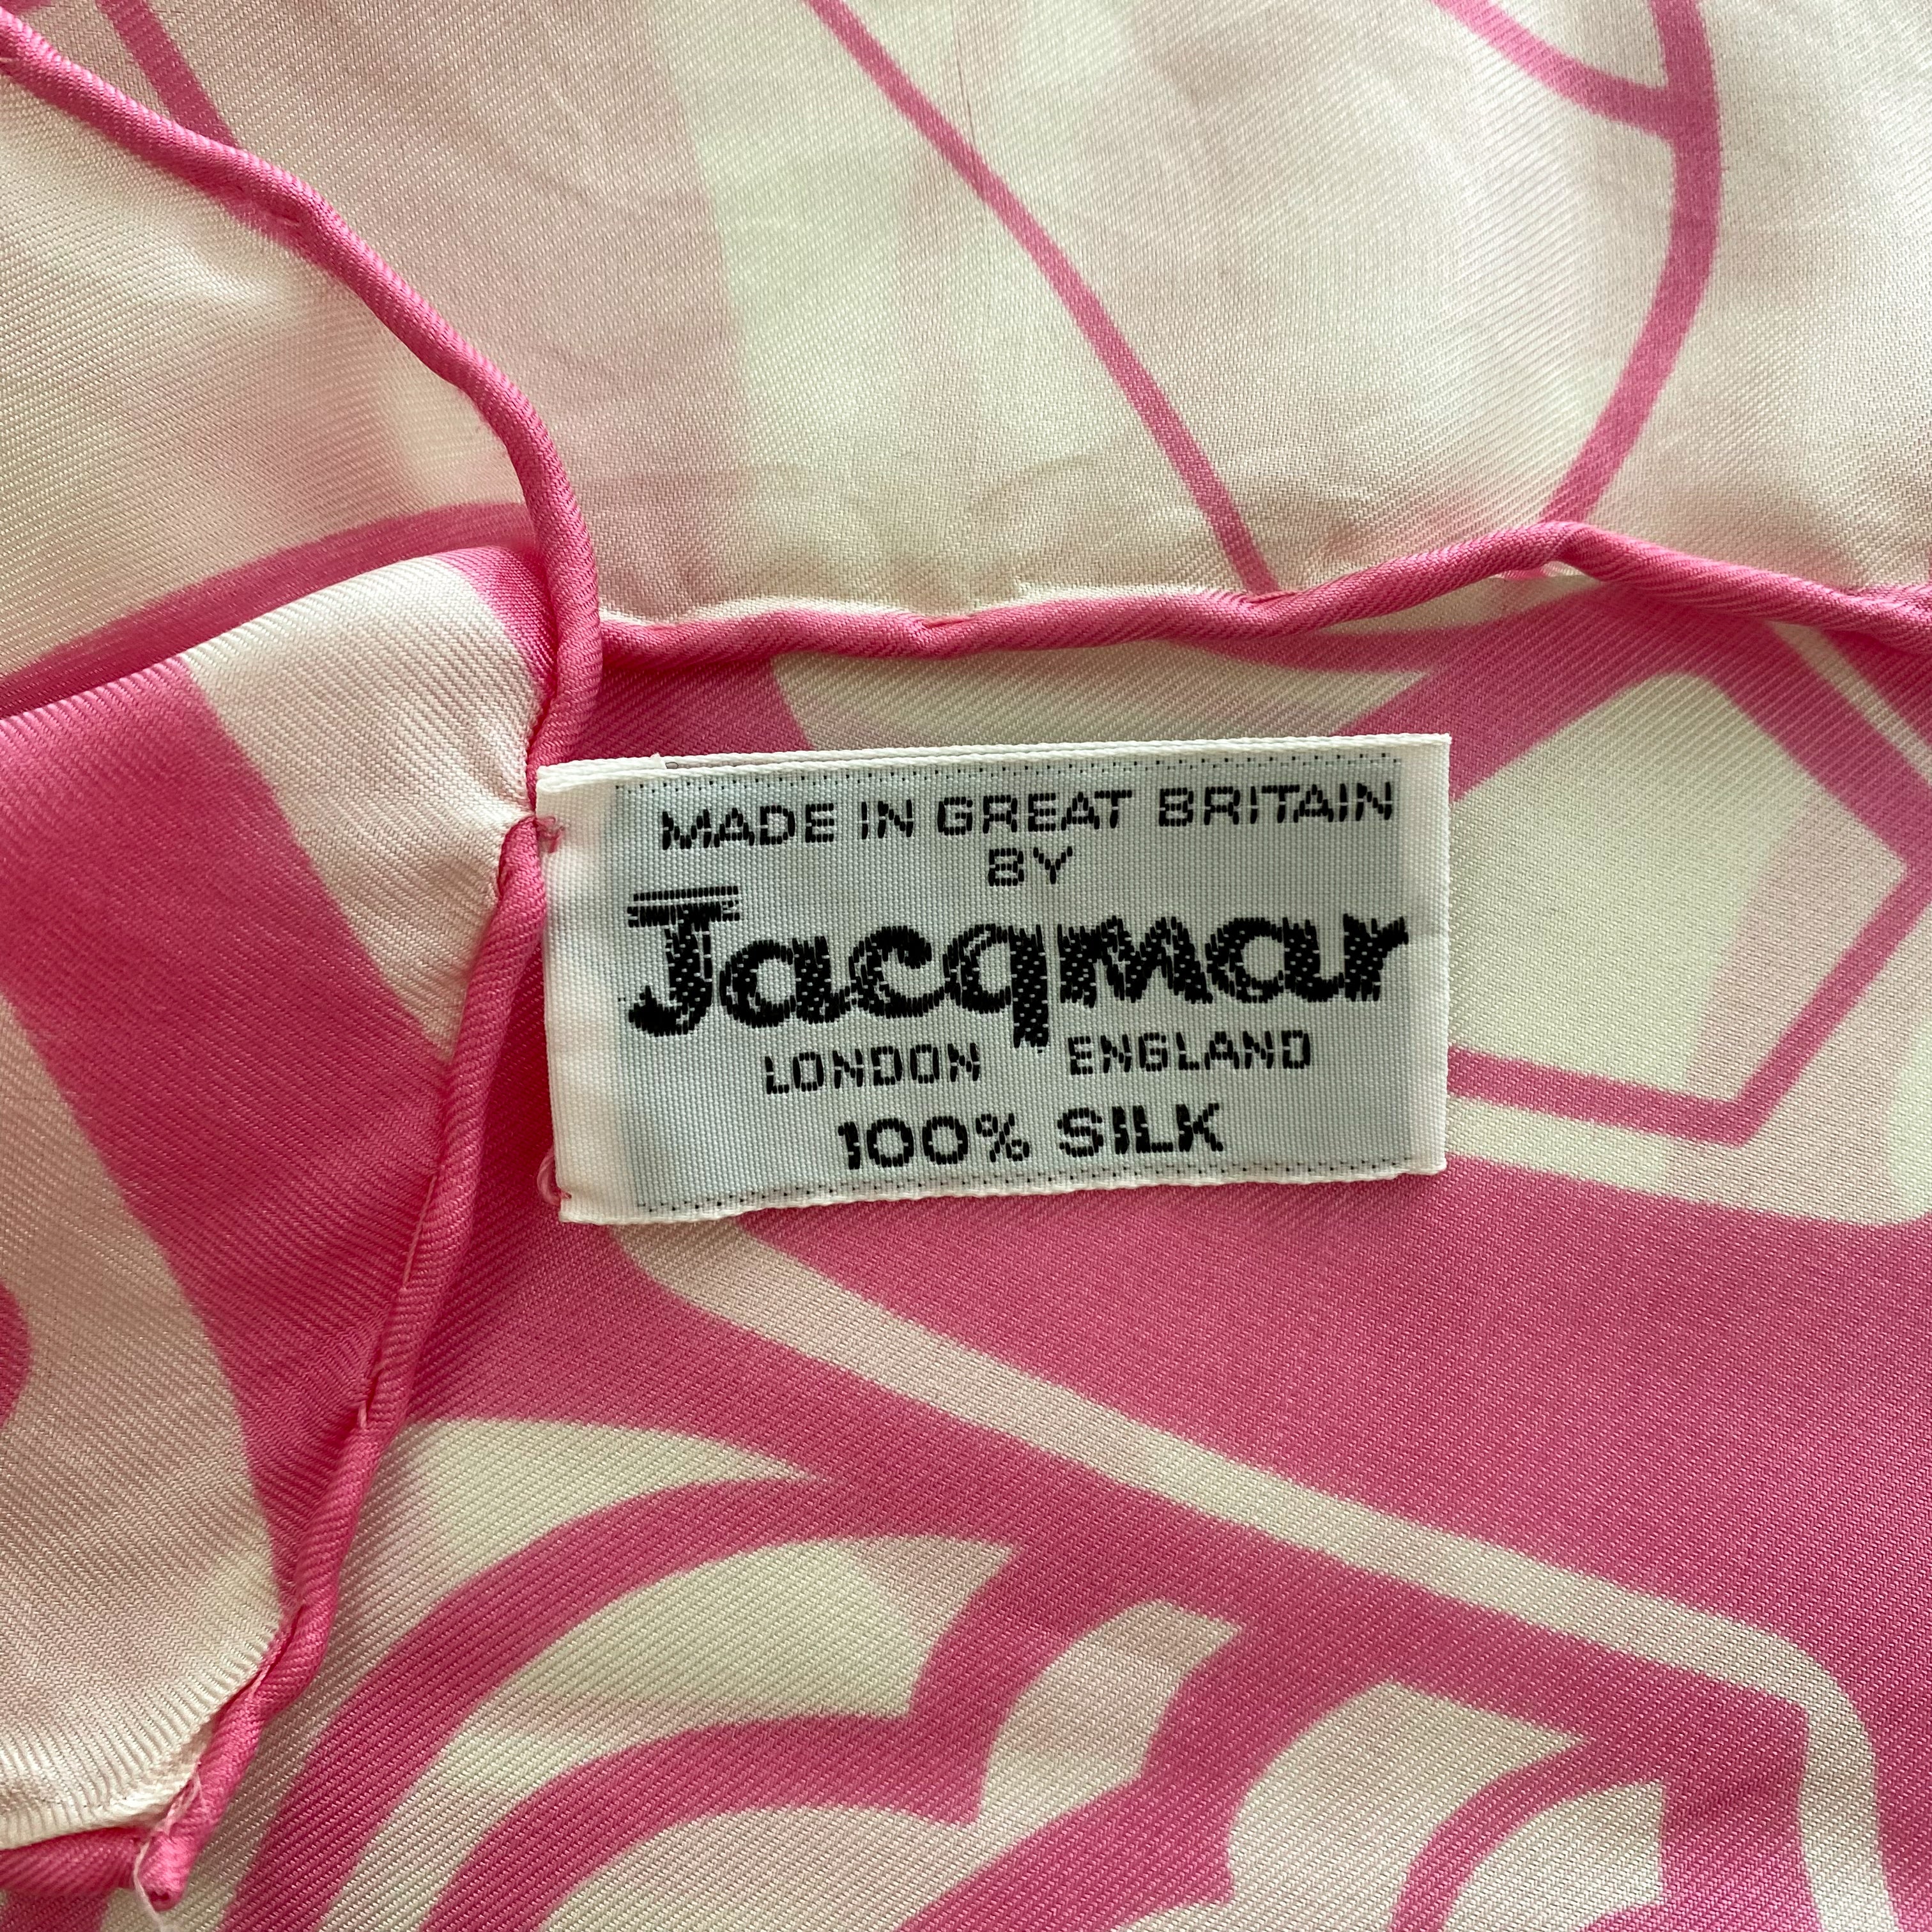 MADE IN GREAT BRITAIN
BY
Jacqmar
LONDON ENGLAND
100% SILK